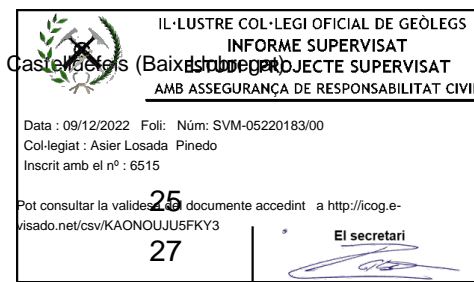 IL·LUSTRE COL·LEGI OFICIAL DE GEÒLEGS
INFORME SUPERVISAT
Castelldefels (Baix Llobregat)
ESTUDI / PROJECTE SUPERVISAT
AMB ASSEGURANÇA DE RESPONSABILITAT CIVIL
Data : 09/12/2022 Foli: Núm: SVM-05220183/00
Col·legiat : Asier Losada Pinedo
Inscrit amb el nº : 6515
25
Pot consultar la validesa del documente accedint a http://icog.e-
visado.net/csv/KAONOUJU5FKY3
27
El secretari